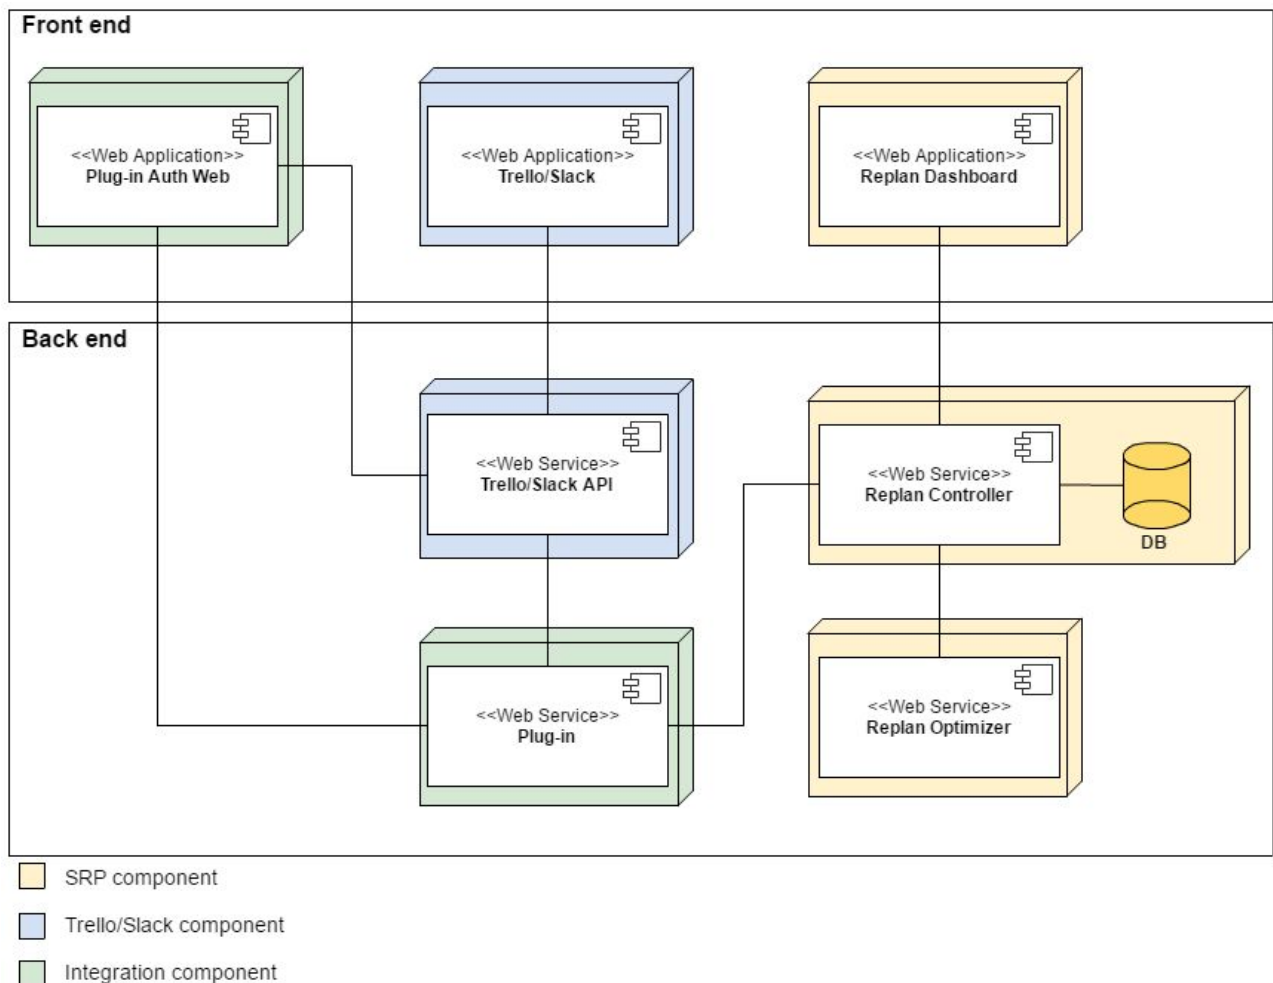 Front end
<<Web Application>>
Plug-in Auth Web
<<Web Application>>
Trello/Slack
<<Web Application>>
Replan Dashboard
Back end
<<Web Service>>
Trello/Slack API
<<Web Service>>
Replan Controller
DB
<<Web Service>>
Plug-in
<<Web Service>>
Replan Optimizer
SRP component
Trello/Slack component
Integration component